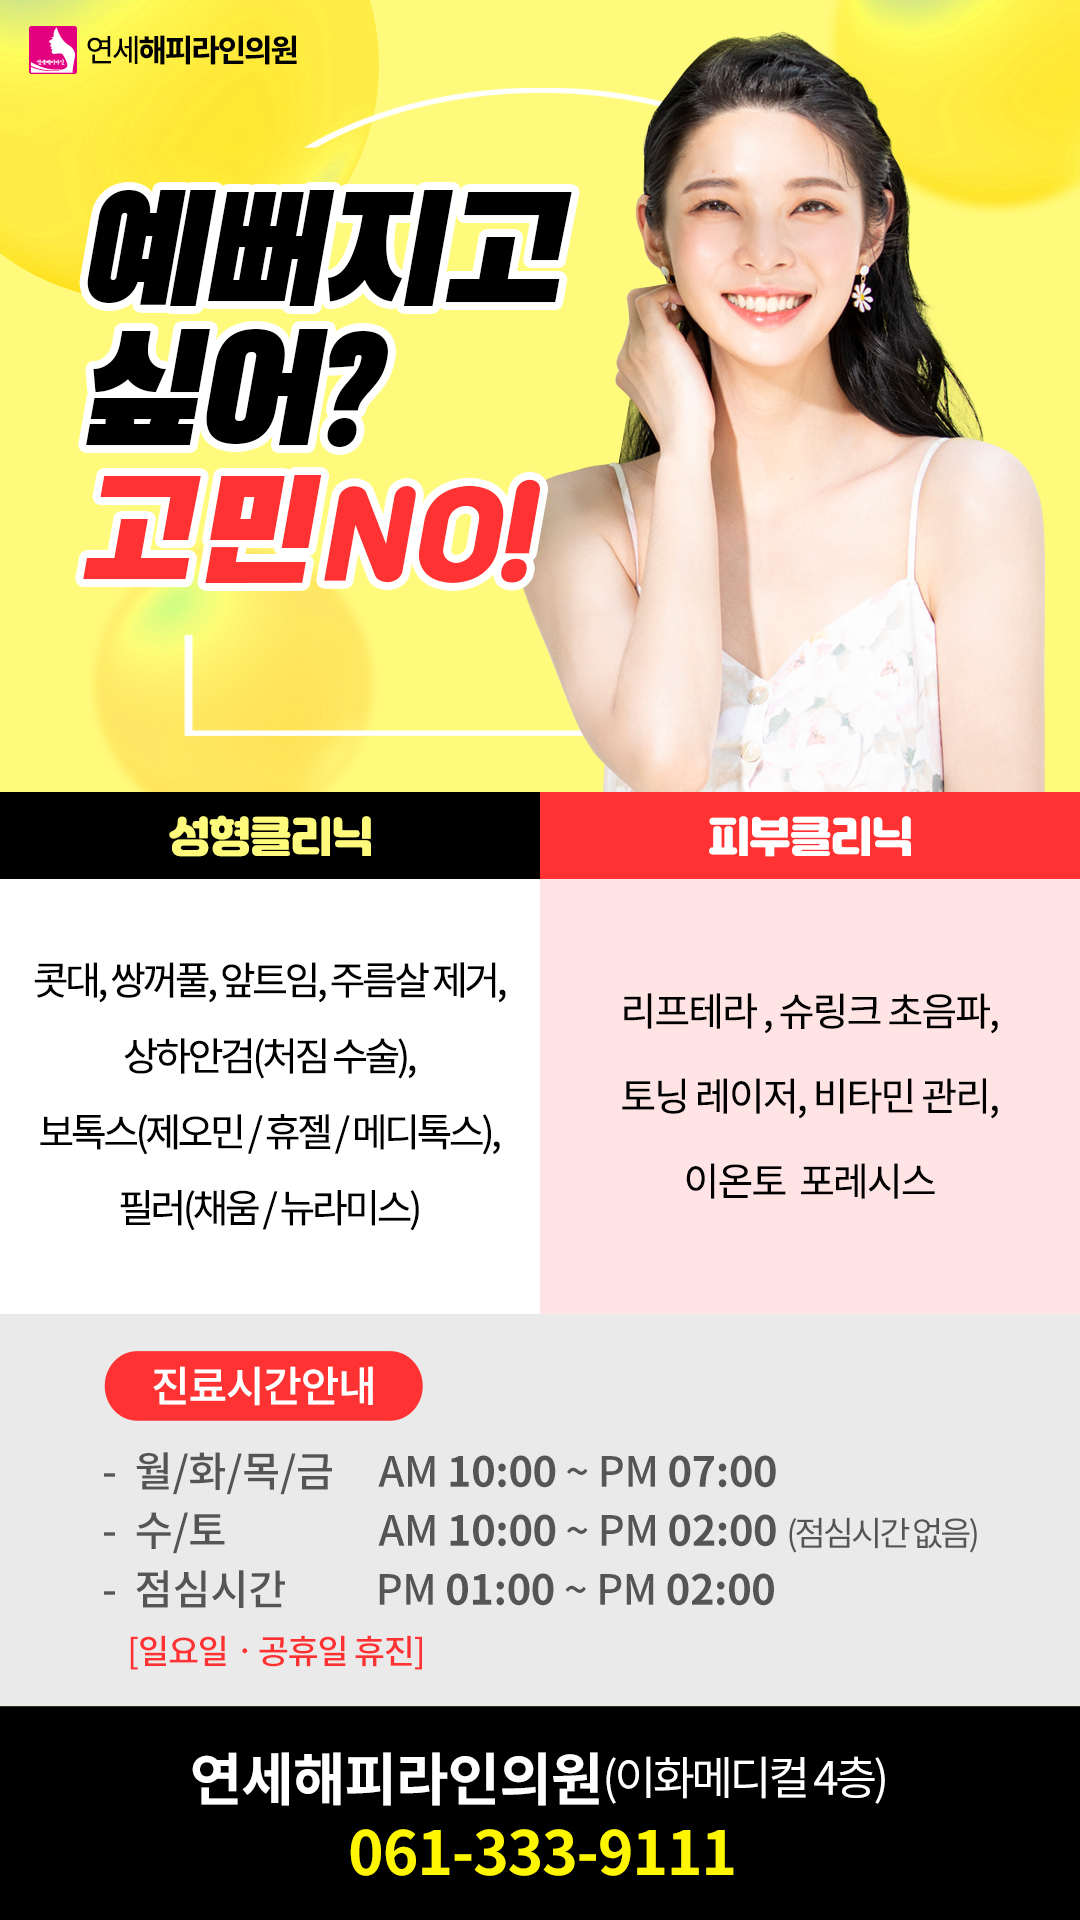 연세해피라인의원
예뻐지고
싶어?
고민NO!
성형클리닉
콧대, 쌍꺼풀, 앞트임, 주름살 제거,
상하안검(처짐 수술),
보톡스(제오민 / 휴젤 / 메디톡스),
필러(채움 / 뉴라미스)
피부클리닉
리프테라 , 슈링크 초음파,
토닝 레이저, 비타민 관리,
이온토 포레시스
진료시간안내
- 월/화/목/금 AM 10:00 ~ PM 07:00
- 수/토 AM 10:00 ~ PM 02:00 (점심시간 없음)
- 점심시간 PM 01:00 ~ PM 02:00
[일요일 · 공휴일 휴진]
연세해피라인의원(이화메디컬 4층)
061-333-9111